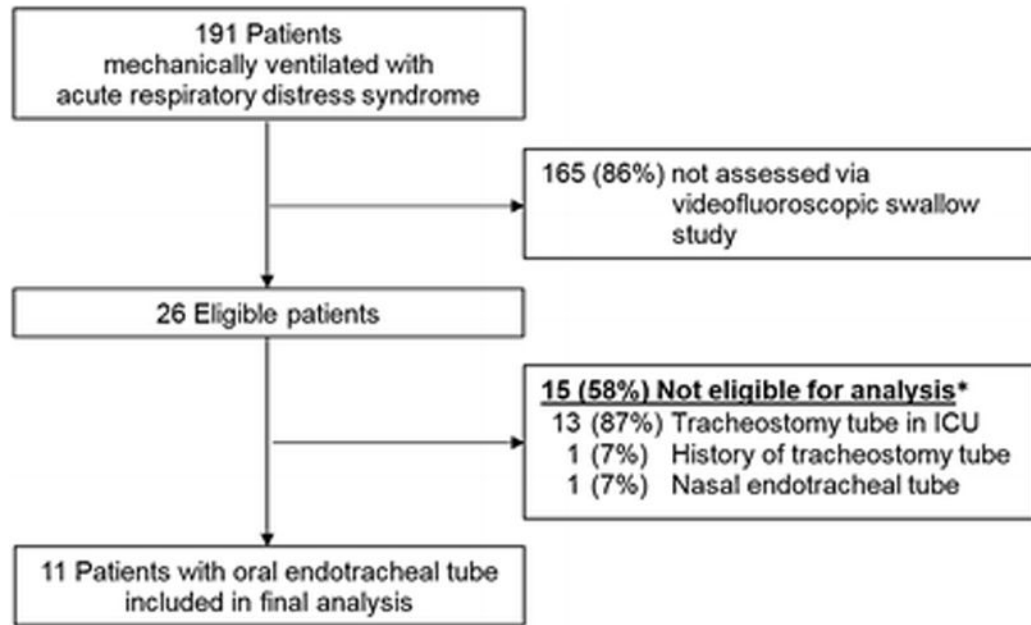 191 Patients
mechanically ventilated with
acute respiratory distress syndrome
165 (86%) not assessed via
videofluoroscopic swallow
study
26 Eligible patients
15 (58%) Not eligible for analysis*
13 (87%) Tracheostomy tube in ICU
1 (7%) History of tracheostomy tube
1 (7%) Nasal endotracheal tube
11 Patients with oral endotracheal tube
included in final analysis